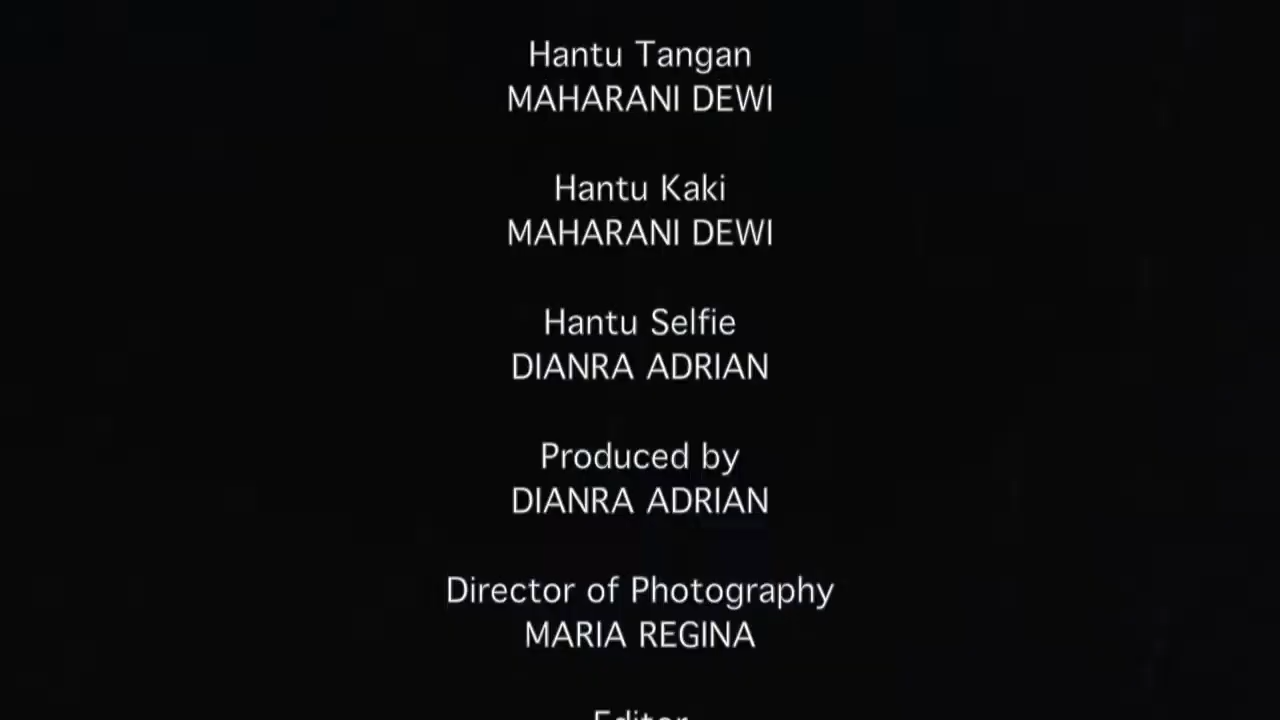 Hantu Tangan
MAHARANI DEWI
Hantu Kaki
MAHARANI DEWI
Hantu Selfie
DIANRA ADRIAN
Produced by
DIANRA ADRIAN
Director of Photography
MARIA REGINA
Editor